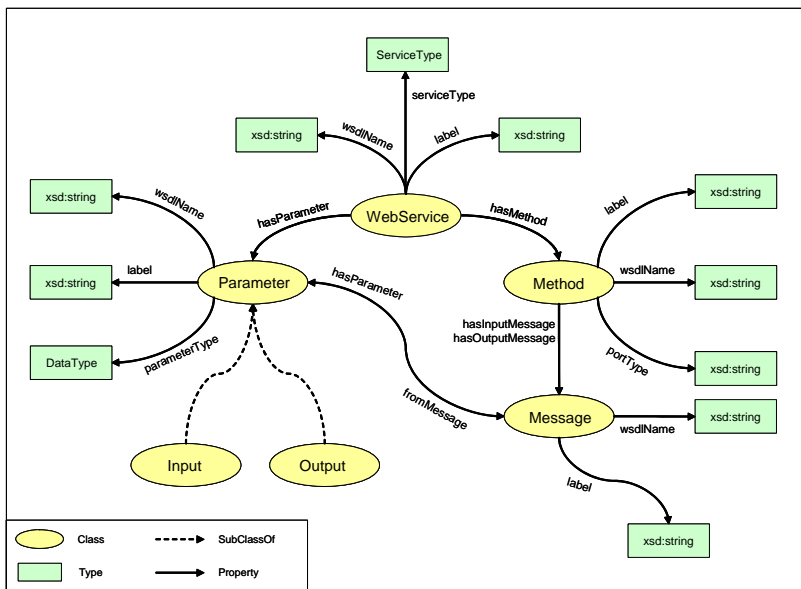 ServiceType
serviceType
wsdlName
label
xsd:string
xsd:string
wsdlName
xsd:string
hasParameter
WebService
hasMethod
label
xsd:string
xsd:string
label
Parameter
hasParameter
Method
wsdlName
xsd:string
hasInputMessage
hasOutputMessage
DataType
parameterType
portType
xsd:string
fromMessage
Message
xsd:string
wsdlName
Input
Output
label
xsd:string
Class
SubClassOf
Type
Property